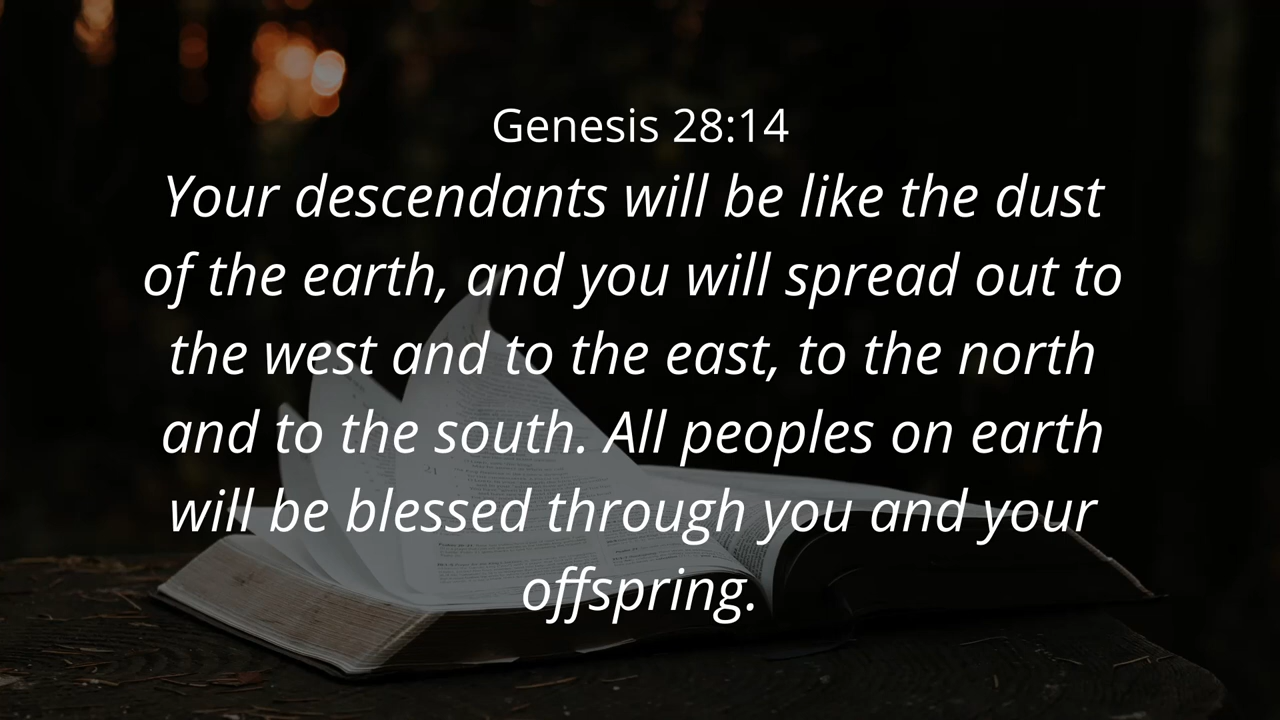 Genesis 28:14
Your descendants will be like the dust
of the earth, and you will spread out to
the west and to the east, to the north
and to the south. All peoples on earth
will be blessed through you and your
offspring.